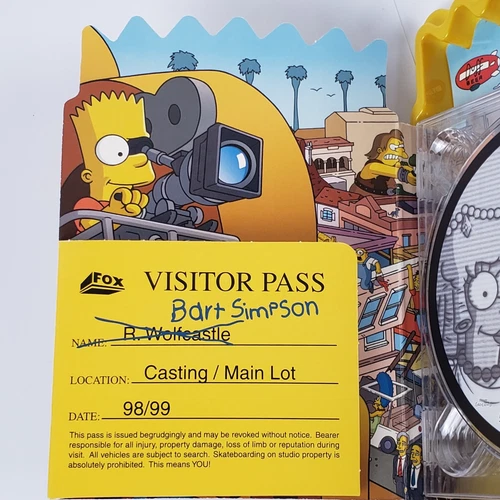 FOX
VISITOR PASS
Bart Simpson
NAME: R. Wolfcastle
LOCATION: Casting / Main Lot
DATE: 98/99
This pass is issued begrudgingly and may be revoked without notice. Bearer
responsible for all injury, property damage, loss of limb or reputation during
visit. All vehicles are subject to search. Skateboarding on studio property is
absolutely prohibited. This means YOU!